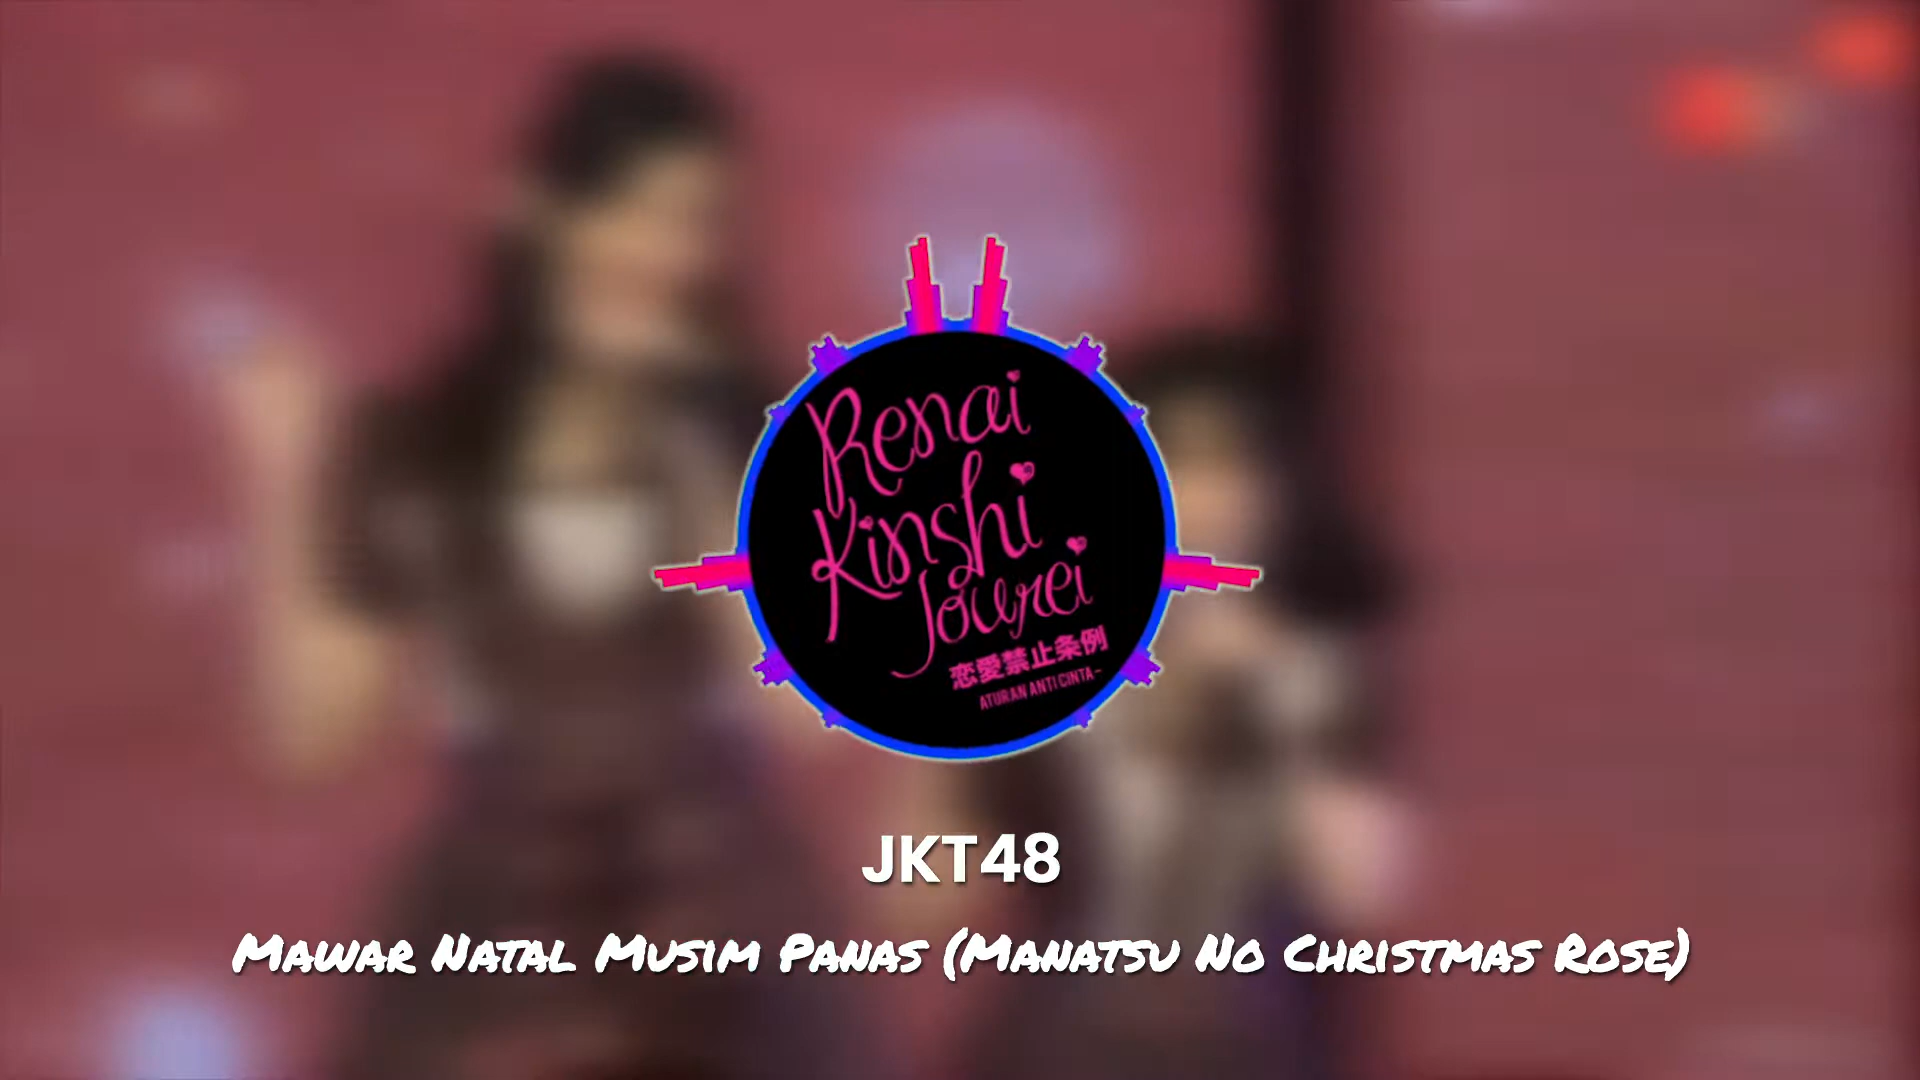 Renai
Kinshi
Jourei
恋愛禁止条例
ATURAN ANTI CINTA-
JKT48
Mawar Natal Musim Panas (Manatsu No Christmas Rose)